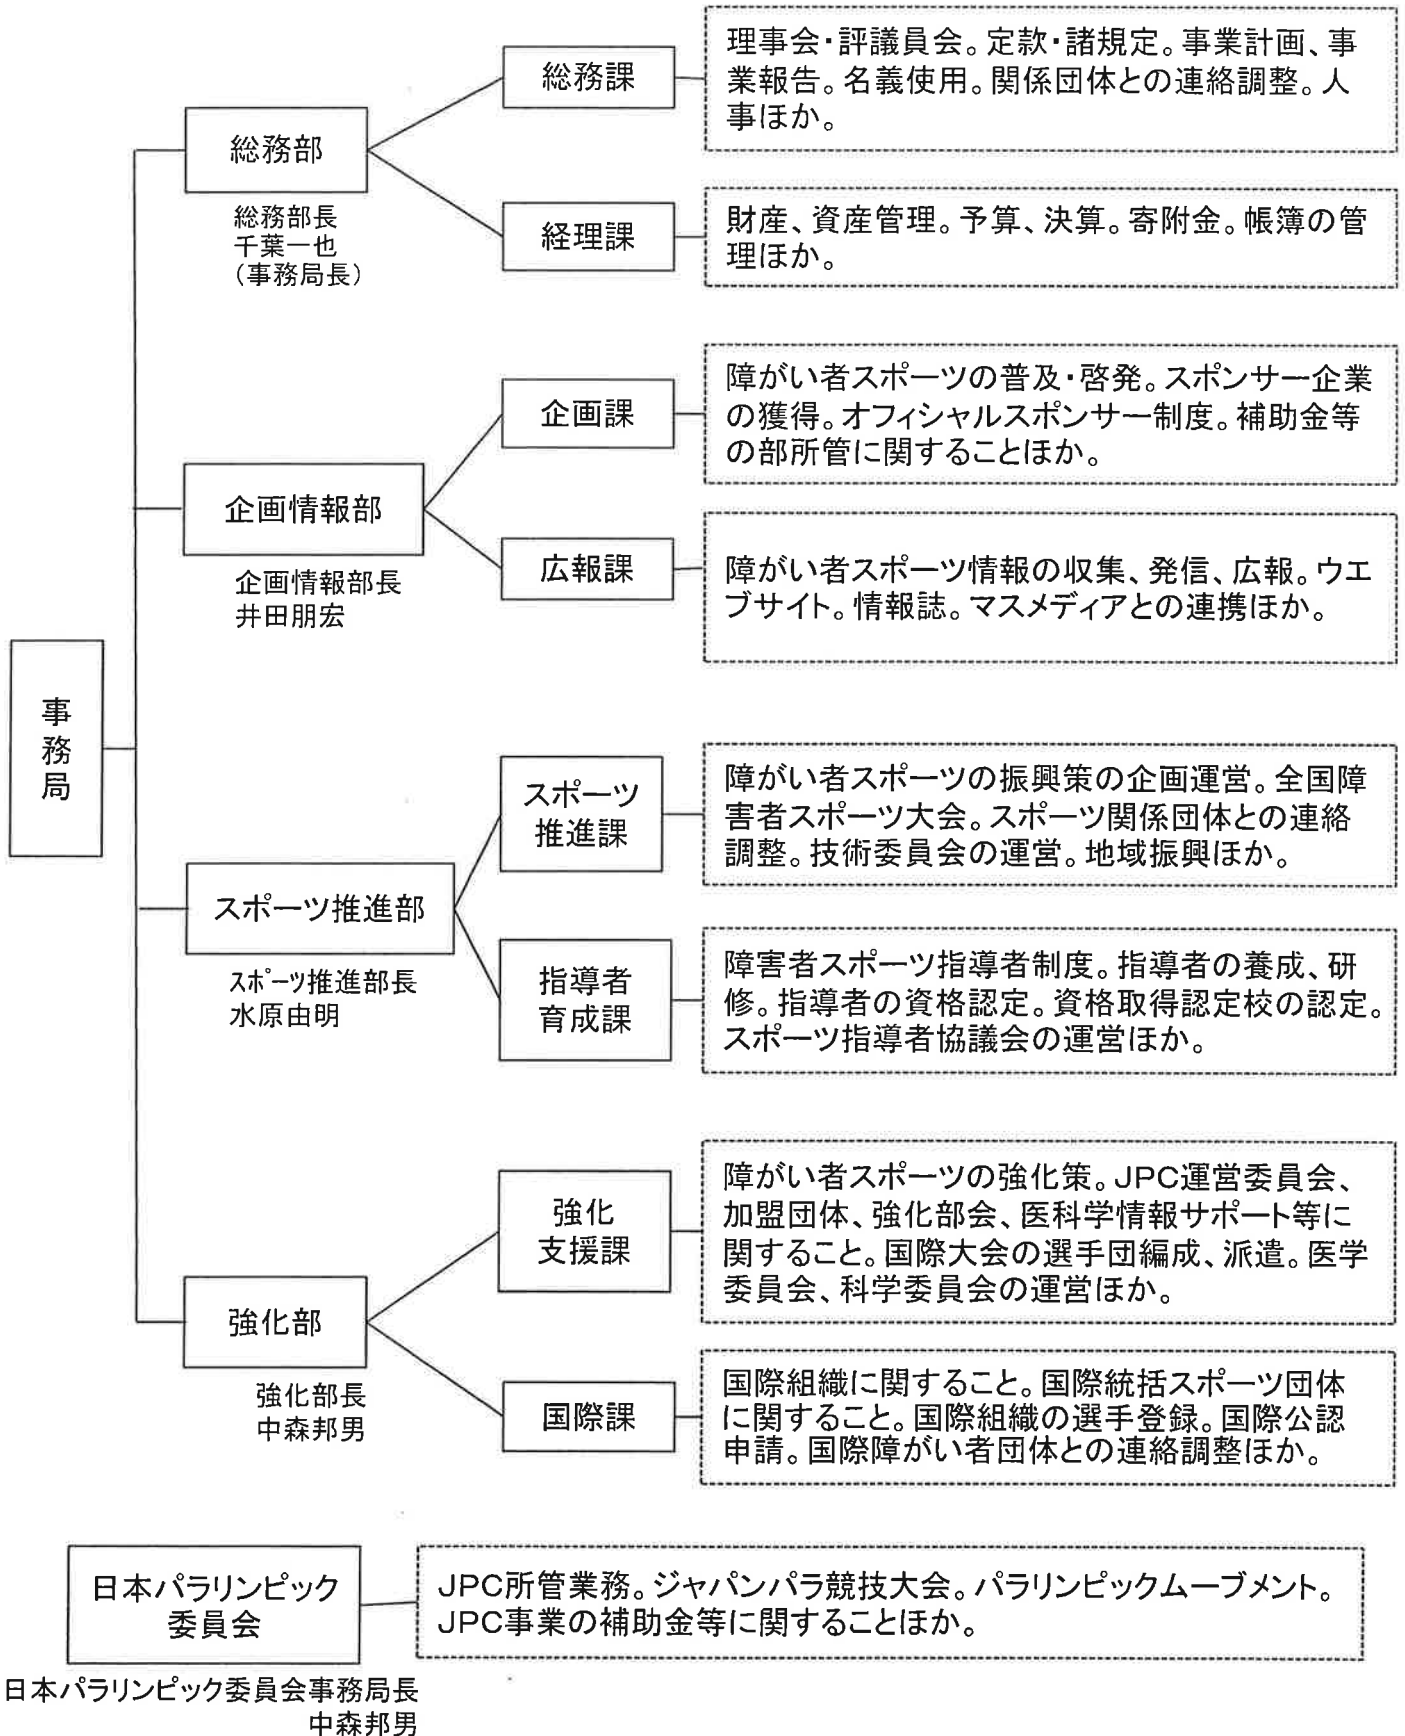 事務局
総務部
総務部長
千葉一也
(事務局長)
総務課
理事会・評議員会。定款・諸規定。事業計画、事
業報告。名義使用。関係団体との連絡調整。人
事ほか。
経理課
財産、資産管理。予算、決算。寄附金。帳簿の管
理ほか。
企画情報部
企画情報部長
井田朋宏
企画課
障がい者スポーツの普及・啓発。スポンサー企業
の獲得。オフィシャルスポンサー制度。補助金等
の部所管に関することほか。
広報課
障がい者スポーツ情報の収集、発信、広報。ウエ
ブサイト。情報誌。マスメディアとの連携ほか。
スポーツ推進部
スポーツ推進部長
水原由明
スポーツ
推進課
障がい者スポーツの振興策の企画運営。全国障
害者スポーツ大会。スポーツ関係団体との連絡
調整。技術委員会の運営。地域振興ほか。
指導者
育成課
障害者スポーツ指導者制度。指導者の養成、研
修。指導者の資格認定。資格取得認定校の認定。
スポーツ指導者協議会の運営ほか。
強化部
強化部長
中森邦男
強化
支援課
障がい者スポーツの強化策。JPC運営委員会、
加盟団体、強化部会、医科学情報サポート等に
関すること。国際大会の選手団編成、派遣。医学
委員会、科学委員会の運営ほか。
国際課
国際組織に関すること。国際統括スポーツ団体
に関すること。国際組織の選手登録。国際公認
申請。国際障がい者団体との連絡調整ほか。
日本パラリンピック
委員会
日本パラリンピック委員会事務局長
中森邦男
JPC所管業務。ジャパンパラ競技大会。パラリンピックムーブメント。
JPC事業の補助金等に関することほか。